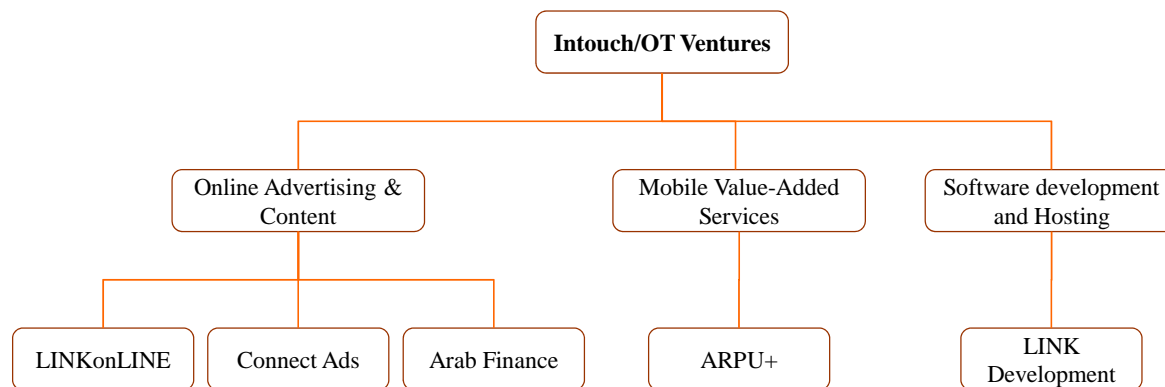 Intouch/OT Ventures
Online Advertising &
Content
Mobile Value-Added
Services
Software development
and Hosting
LINKonLINE
Connect Ads
Arab Finance
ARPU+
LINK
Development